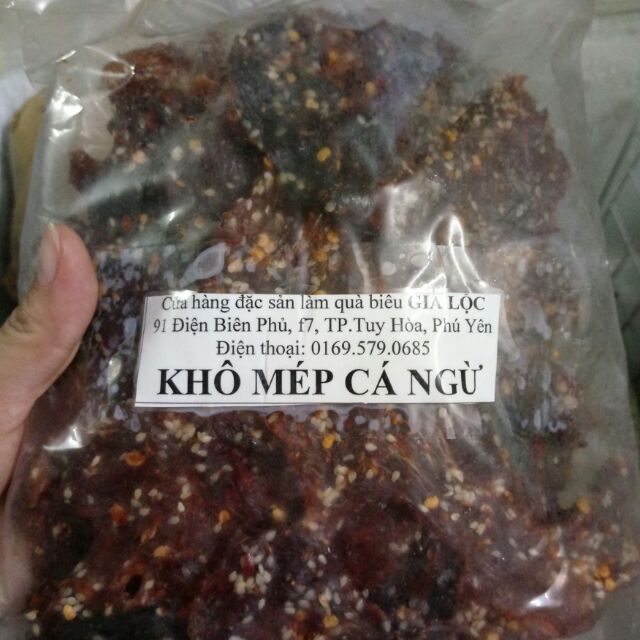 Cửa hàng đặc sản làm quà biếu GIA LỘC
91 Điện Biên Phủ, f7, TP.Tuy Hòa, Phú Yên
Điện thoại: 0169.579.0685
KHÔ MÉP CÁ NGỪ